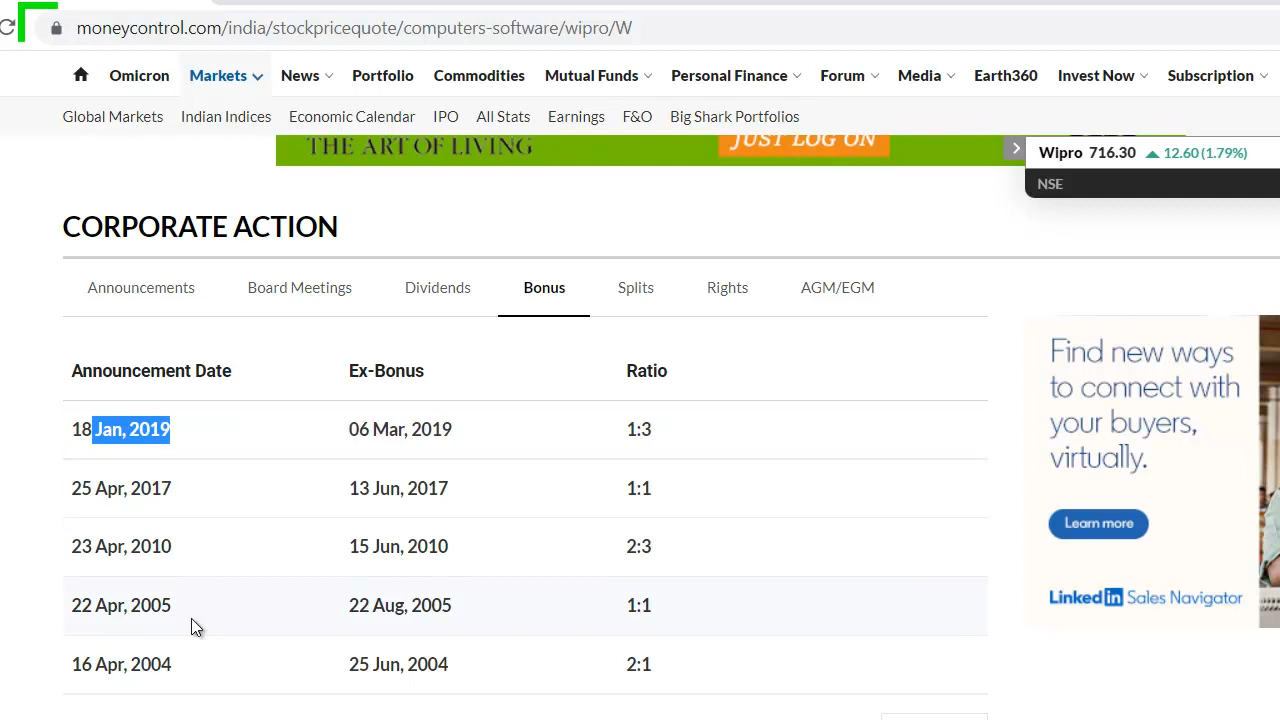 moneycontrol.com/india/stockpricequote/computers-software/wipro/W
Omicron Markets News Portfolio Commodities Mutual Funds Personal Finance Forum Media Earth360 Invest Now Subscription
Global Markets Indian Indices Economic Calendar IPO All Stats Earnings F&O Big Shark Portfolios
THE ART OF LIVING JUST LOG ON
Wipro 716.30 12.60 (1.79%)
NSE
CORPORATE ACTION
Announcements Board Meetings Dividends Bonus Splits Rights AGM/EGM
Announcement Date Ex-Bonus Ratio
18 Jan, 2019 06 Mar, 2019 1:3
25 Apr, 2017 13 Jun, 2017 1:1
23 Apr, 2010 15 Jun, 2010 2:3
22 Apr, 2005 22 Aug, 2005 1:1
16 Apr, 2004 25 Jun, 2004 2:1
Find new ways
to connect with
your buyers,
virtually.
Learn more
Linked in Sales Navigator